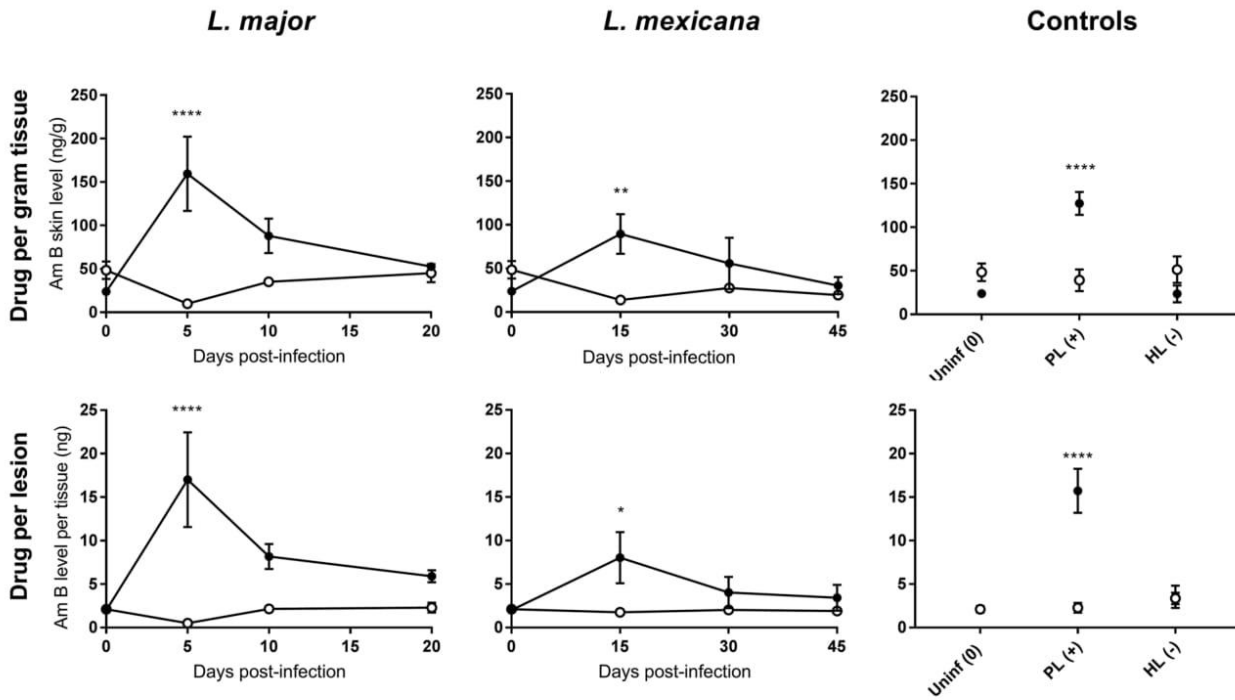 L. major
L. mexicana
Controls
Drug per gram tissue
Am B skin level (ng/g)
250
200
150
100
50
0
****
0 5 10 15 20
Days post-infection
250
200
150
100
50
0
**
0 15 30 45
Days post-infection
250
200
150
100
50
0
****
Uninf (0)
PL (+)
HL (-)
Drug per lesion
Am B level per tissue (ng)
25
20
15
10
5
0
****
0 5 10 15 20
Days post-infection
25
20
15
10
5
0
*
0 15 30 45
Days post-infection
25
20
15
10
5
0
****
Uninf (0)
PL (+)
HL (-)